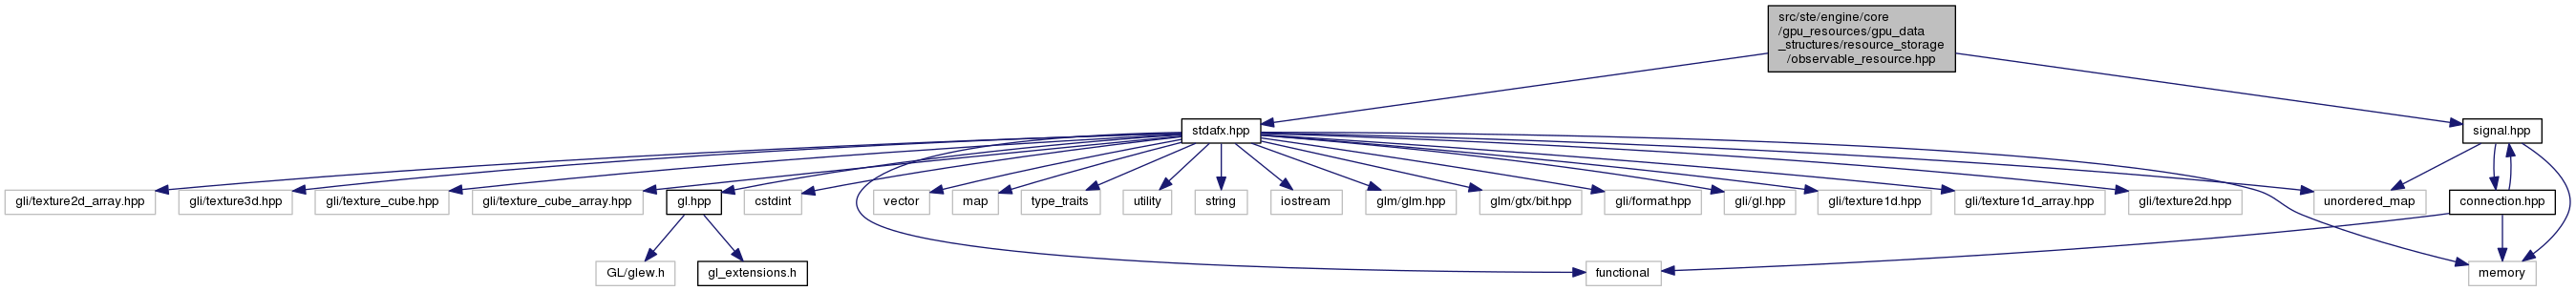 src/ste/engine/core
/gpu_resources/gpu_data
_structures/resource_storage
/observable_resource.hpp
stdafx.hpp
signal.hpp
gli/texture2d_array.hpp
gli/texture3d.hpp
gli/texture_cube.hpp
gli/texture_cube_array.hpp
gl.hpp
cstdint
vector
map
type_traits
utility
string
iostream
glm/glm.hpp
glm/gtx/bit.hpp
gli/format.hpp
gli/gl.hpp
gli/texture1d.hpp
gli/texture1d_array.hpp
gli/texture2d.hpp
unordered_map
connection.hpp
GL/glew.h
gl_extensions.h
functional
memory